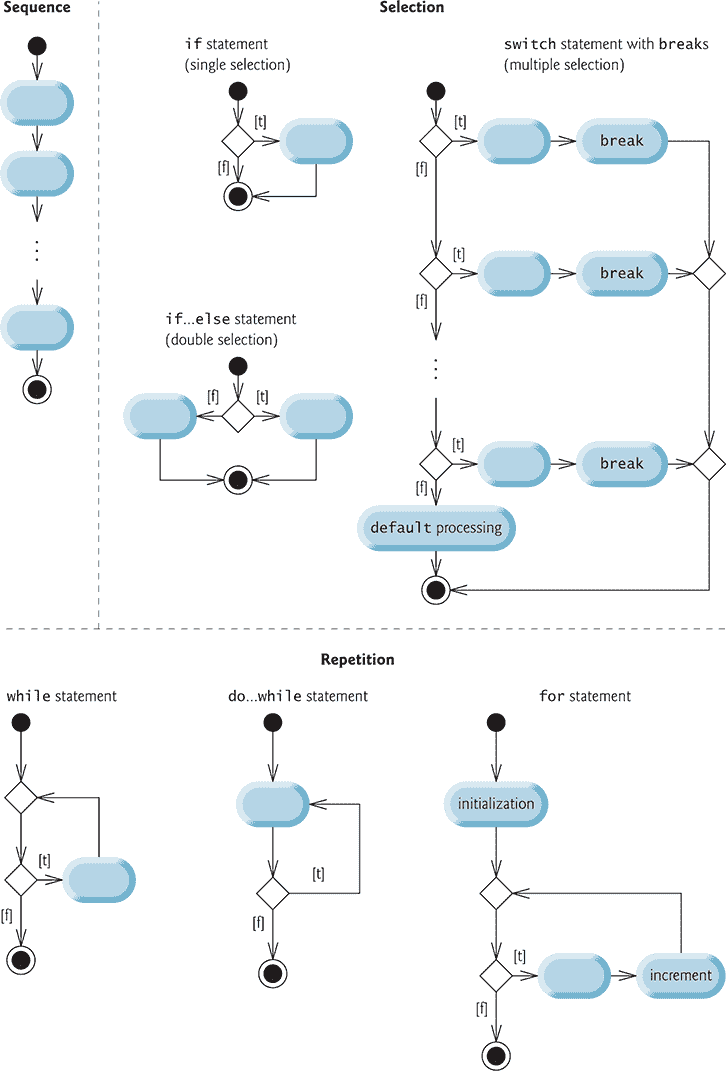 Sequence
Selection
if statement
(single selection)
[t]
[f]
switch statement with breaks
(multiple selection)
[t]
break
[f]
[t]
break
[f]
⋮
[t]
break
[f]
default processing
⋮
if...else statement
(double selection)
[f]
[t]
Repetition
while statement
[t]
[f]
do...while statement
[t]
[f]
for statement
initialization
[t]
increment
[f]